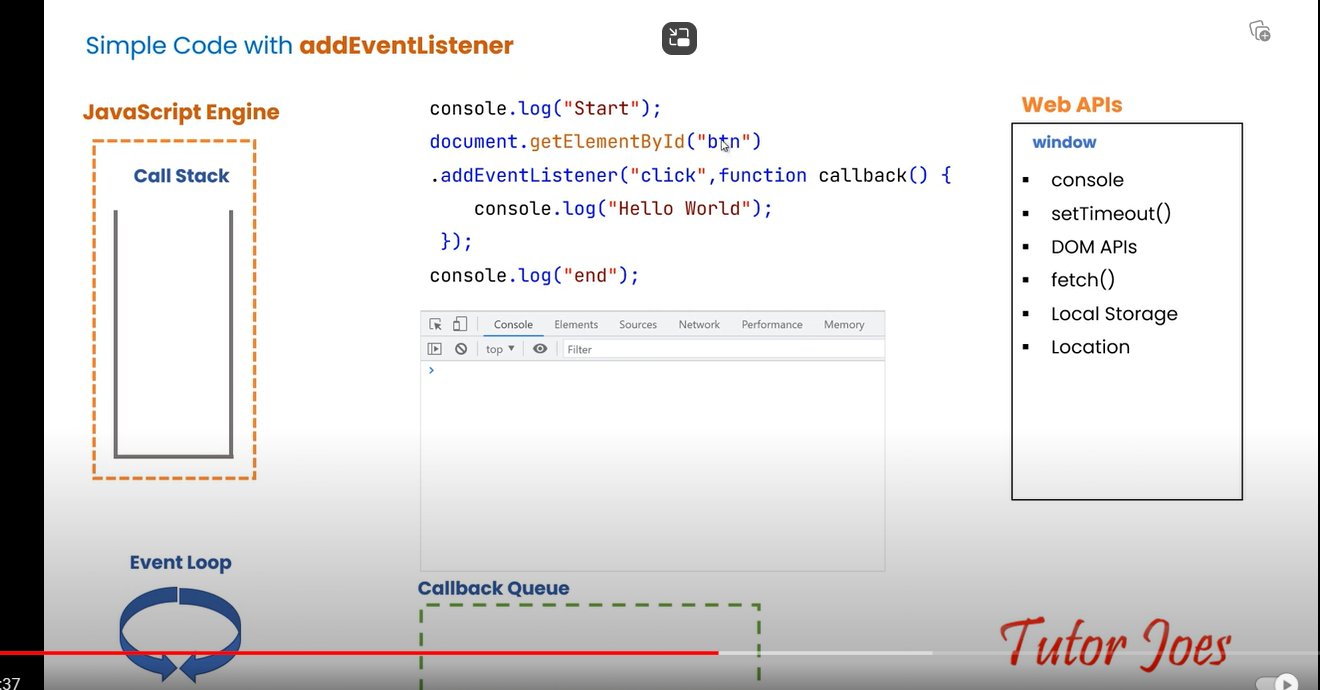 Simple Code with addEventListener
JavaScript Engine
Call Stack
console.log("Start");
document.getElementById("btn")
.addEventListener("click",function callback() {
console.log("Hello World");
});
console.log("end");
Web APIs
window
▪ console
▪ setTimeout()
▪ DOM APIs
▪ fetch()
▪ Local Storage
▪ Location
Console Elements Sources Network Performance Memory
top ▼ Filter
>
Event Loop
Callback Queue
Tutor Joes
:37